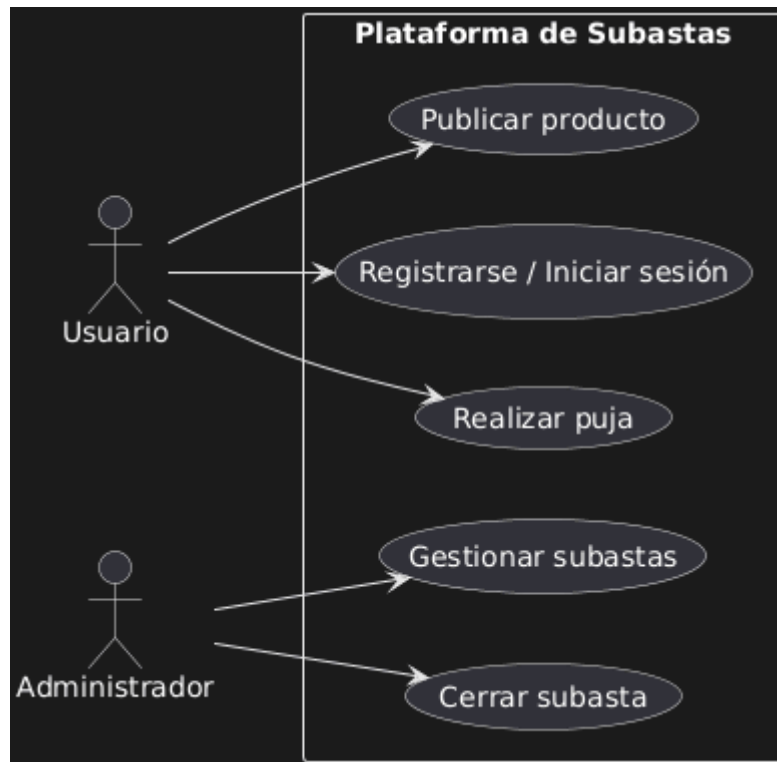 Plataforma de Subastas
Publicar producto
Registrarse / Iniciar sesión
Usuario
Realizar puja
Gestionar subastas
Administrador
Cerrar subasta